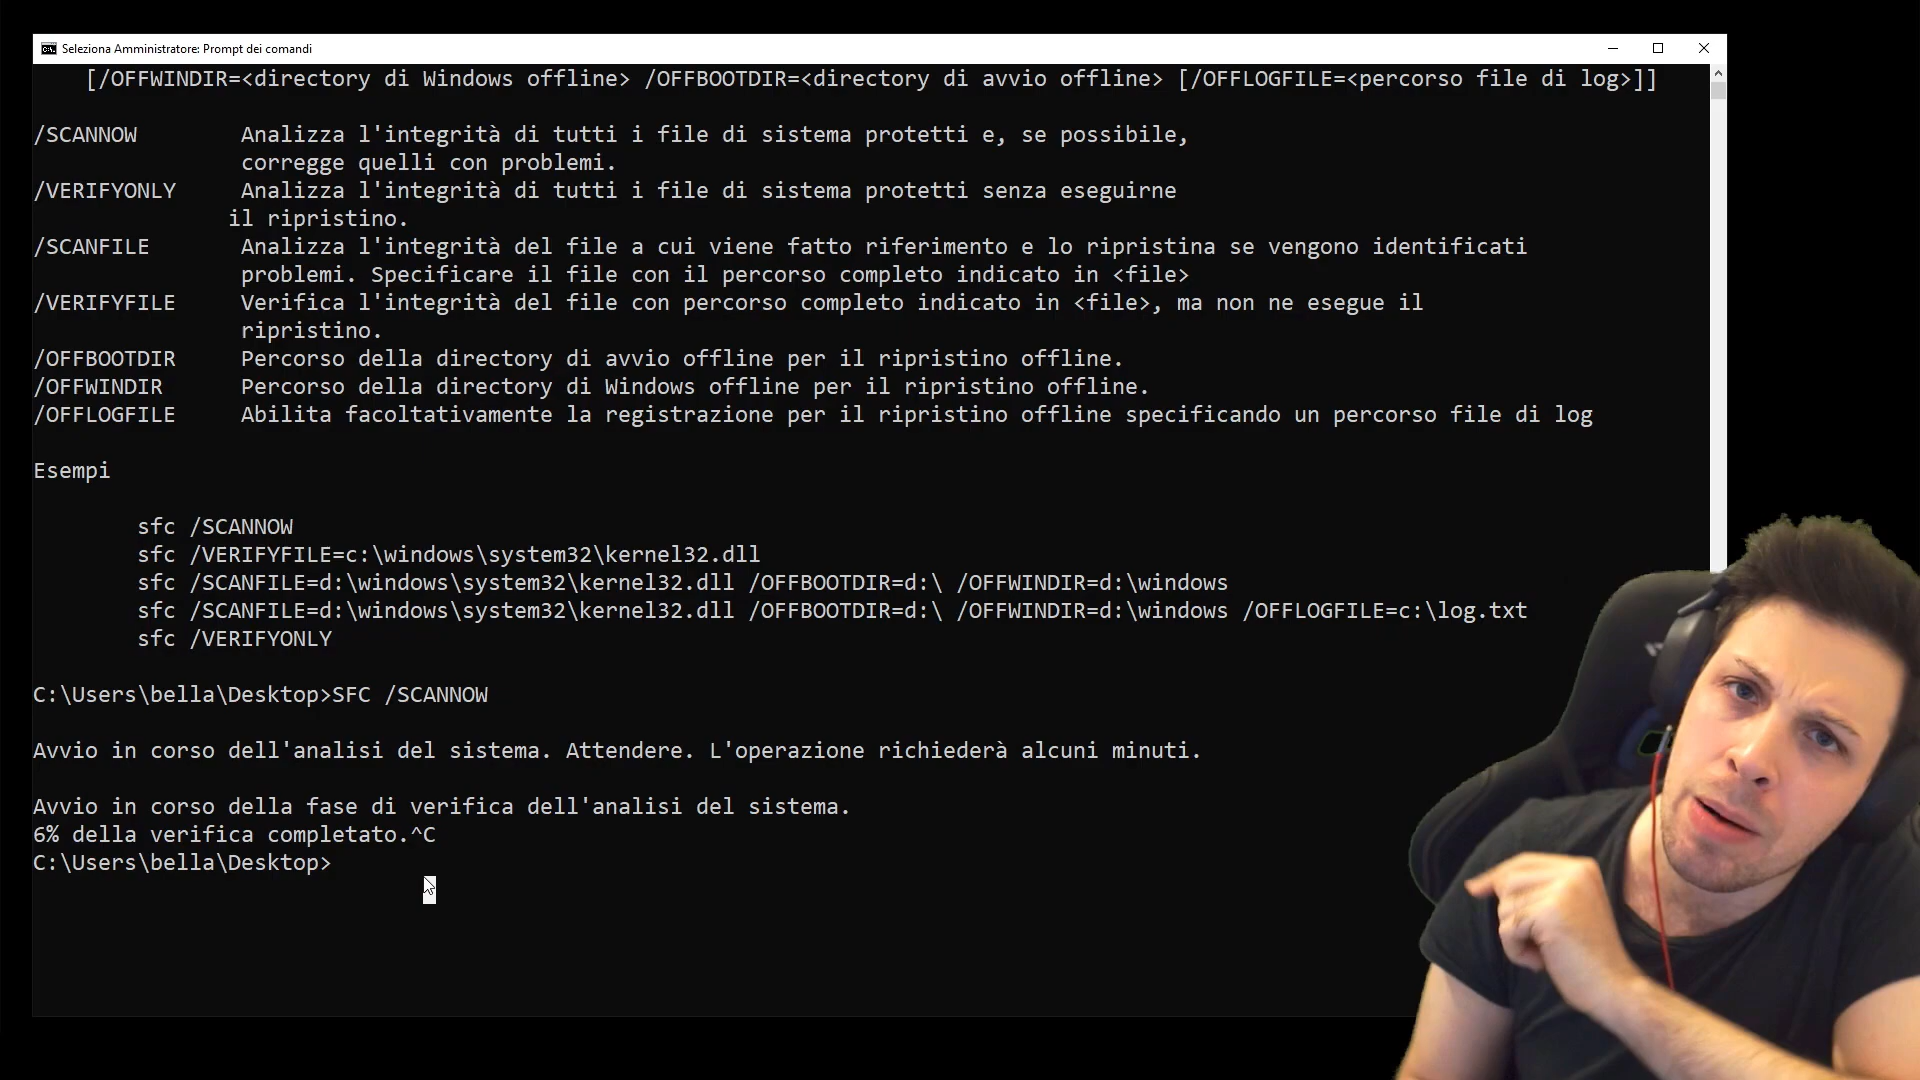 Seleziona Amministratore: Prompt dei comandi
[/OFFWINDIR=<directory di Windows offline> /OFFBOOTDIR=<directory di avvio offline> [/OFFLOGFILE=<percorso file di log>]]
/SCANNOW Analizza l'integrità di tutti i file di sistema protetti e, se possibile,
corregge quelli con problemi.
/VERIFYONLY Analizza l'integrità di tutti i file di sistema protetti senza eseguirne
il ripristino.
/SCANFILE Analizza l'integrità del file a cui viene fatto riferimento e lo ripristina se vengono identificati
problemi. Specificare il file con il percorso completo indicato in <file>
/VERIFYFILE Verifica l'integrità del file con percorso completo indicato in <file>, ma non ne esegue il
ripristino.
/OFFBOOTDIR Percorso della directory di avvio offline per il ripristino offline.
/OFFWINDIR Percorso della directory di Windows offline per il ripristino offline.
/OFFLOGFILE Abilita facoltativamente la registrazione per il ripristino offline specificando un percorso file di log
Esempi
sfc /SCANNOW
sfc /VERIFYFILE=c:\windows\system32\kernel32.dll
sfc /SCANFILE=d:\windows\system32\kernel32.dll /OFFBOOTDIR=d:\ /OFFWINDIR=d:\windows
sfc /SCANFILE=d:\windows\system32\kernel32.dll /OFFBOOTDIR=d:\ /OFFWINDIR=d:\windows /OFFLOGFILE=c:\log.txt
sfc /VERIFYONLY
C:\Users\bella\Desktop>SFC /SCANNOW
Avvio in corso dell'analisi del sistema. Attendere. L'operazione richiederà alcuni minuti.
Avvio in corso della fase di verifica dell'analisi del sistema.
6% della verifica completato.^C
C:\Users\bella\Desktop>